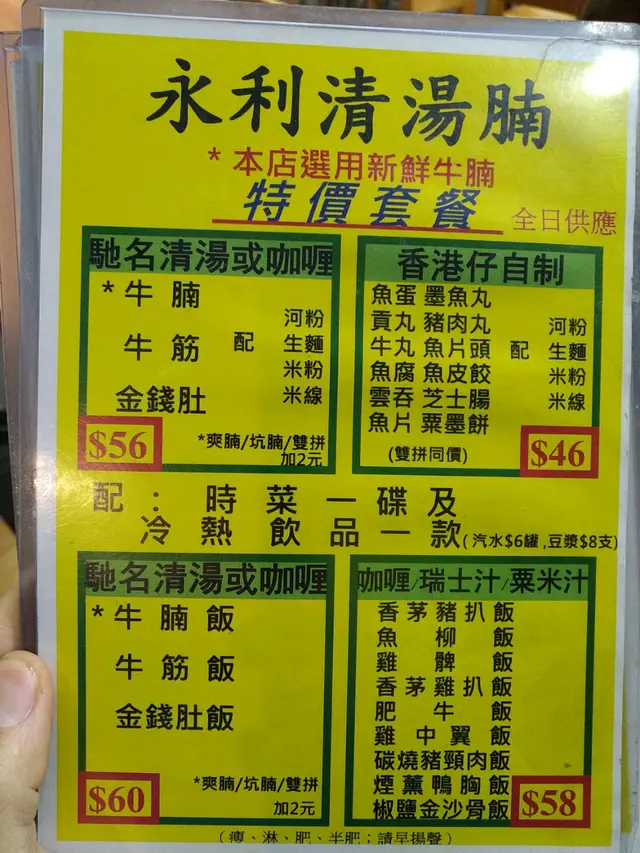 永利清湯腩
*本店選用新鮮牛腩
特價套餐 全日供應
馳名清湯或咖喱
*牛腩
牛筋
金錢肚
配
河粉
生麵
米粉
米線
$56
*爽腩/坑腩/雙拼
加2元
香港仔自制
魚蛋 墨魚丸
貢丸 豬肉丸
牛丸 魚片頭
魚腐 魚皮餃
雲吞 芝士腸
魚片 粟墨餅
配
河粉
生麵
米粉
米線
(雙拼同價)
$46
配：時菜一碟及
冷熱飲品一款(汽水$6罐,豆漿$8支)
馳名清湯或咖喱
*牛腩飯
牛筋飯
金錢肚飯
$60
*爽腩/坑腩/雙拼
加2元
咖喱/瑞士汁/粟米汁
香茅豬扒飯
魚柳飯
雞髀飯
香茅雞扒飯
肥牛飯
雞中翼飯
碳燒豬頸肉飯
煙薰鴨胸飯
椒鹽金沙骨飯
$58
(瘦、淋、肥、半肥;請早揚聲)